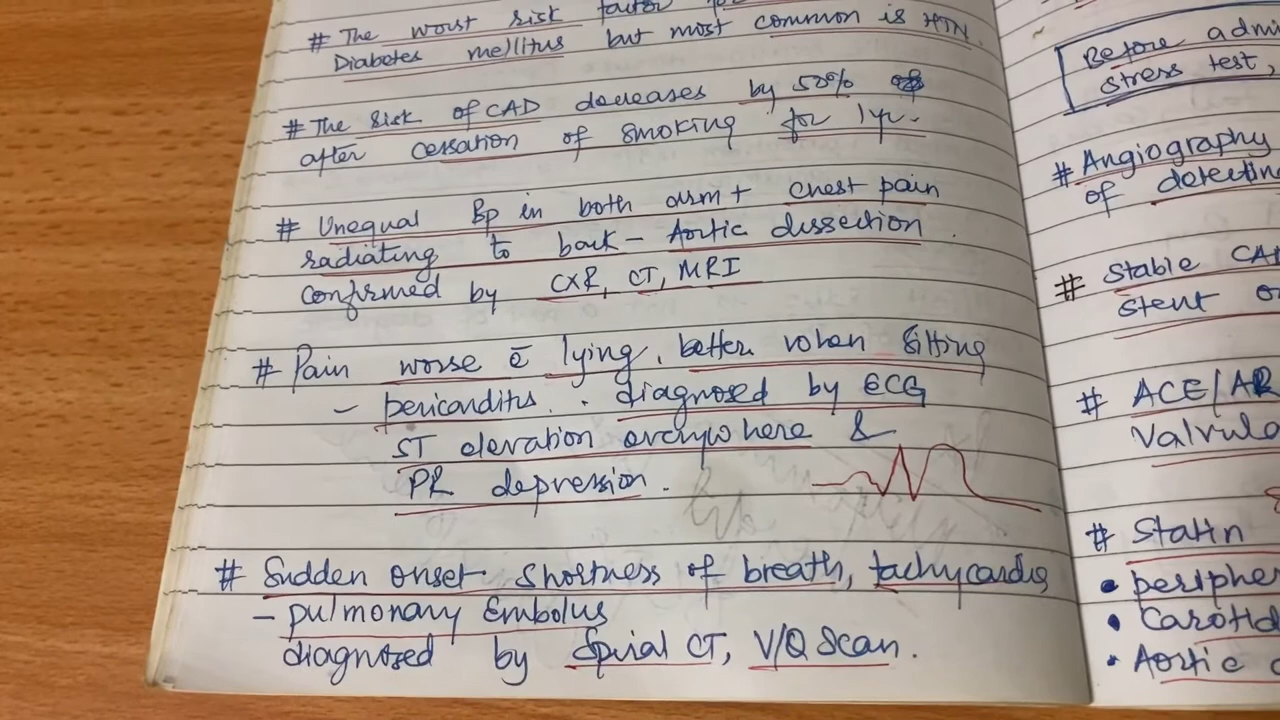 # The worst risk factor for
Diabetes mellitus but most common is HTN.
# The Risk of CAD decreases by 50% of
after cessation of smoking for 1yr.
# Unequal Bp in both arm + chest pain
radiating to back - Aortic dissection.
confirmed by CXR, CT, MRI
# Pain worse c̄ lying, better when sitting
- pericarditis. . diagnosed by ECG
ST elevation everywhere &
PR depression.
# Sudden onset shortness of breath, tachycardia
- pulmonary Embolus
diagnosed by Spiral CT, V/Q Scan.
Before admi
stress test,
# Angiography
of detectin
# Stable CA
stent o
# ACE/AR
Valvula
# Statin
• peripher
• Carotid
• Aortic